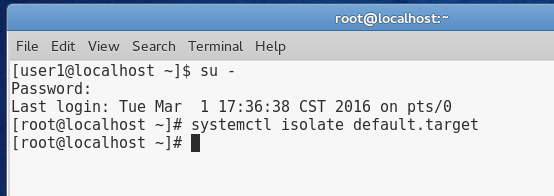 root@localhost:~
File Edit View Search Terminal Help
[user1@localhost ~]$ su -
Password:
Last login: Tue Mar  1 17:36:38 CST 2016 on pts/0
[root@localhost ~]# systemctl isolate default.target
[root@localhost ~]#